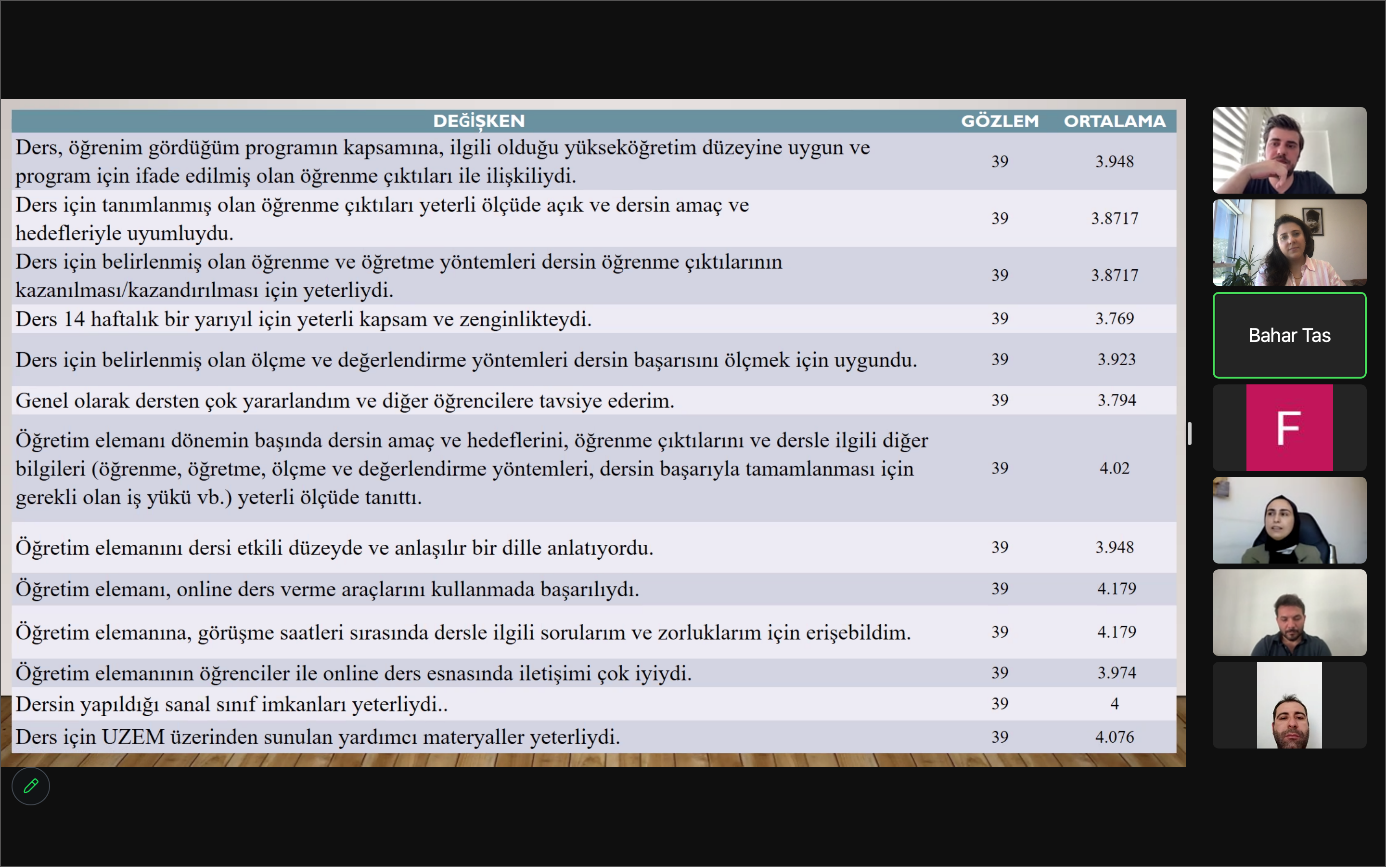 DEĞİŞKEN GÖZLEM ORTALAMA
Ders, öğrenim gördüğüm programın kapsamına, ilgili olduğu yükseköğretim düzeyine uygun ve
program için ifade edilmiş olan öğrenme çıktıları ile ilişkiliydi. 39 3.948
Ders için tanımlanmış olan öğrenme çıktıları yeterli ölçüde açık ve dersin amaç ve
hedefleriyle uyumluydu. 39 3.8717
Ders için belirlenmiş olan öğrenme ve öğretme yöntemleri dersin öğrenme çıktılarının
kazanılması/kazandırılması için yeterliydi. 39 3.8717
Ders 14 haftalık bir yarıyıl için yeterli kapsam ve zenginlikteydi. 39 3.769
Ders için belirlenmiş olan ölçme ve değerlendirme yöntemleri dersin başarısını ölçmek için uygundu. 39 3.923
Genel olarak dersten çok yararlandım ve diğer öğrencilere tavsiye ederim. 39 3.794
Öğretim elemanı dönemin başında dersin amaç ve hedeflerini, öğrenme çıktılarını ve dersle ilgili diğer
bilgileri (öğrenme, öğretme, ölçme ve değerlendirme yöntemleri, dersin başarıyla tamamlanması için
gerekli olan iş yükü vb.) yeterli ölçüde tanıttı. 39 4.02
Öğretim elemanını dersi etkili düzeyde ve anlaşılır bir dille anlatıyordu. 39 3.948
Öğretim elemanı, online ders verme araçlarını kullanmada başarılıydı. 39 4.179
Öğretim elemanına, görüşme saatleri sırasında dersle ilgili sorularım ve zorluklarım için erişebildim. 39 4.179
Öğretim elemanının öğrenciler ile online ders esnasında iletişimi çok iyiydi. 39 3.974
Dersin yapıldığı sanal sınıf imkanları yeterliydi.. 39 4
Ders için UZEM üzerinden sunulan yardımcı materyaller yeterliydi. 39 4.076
Bahar Tas
F